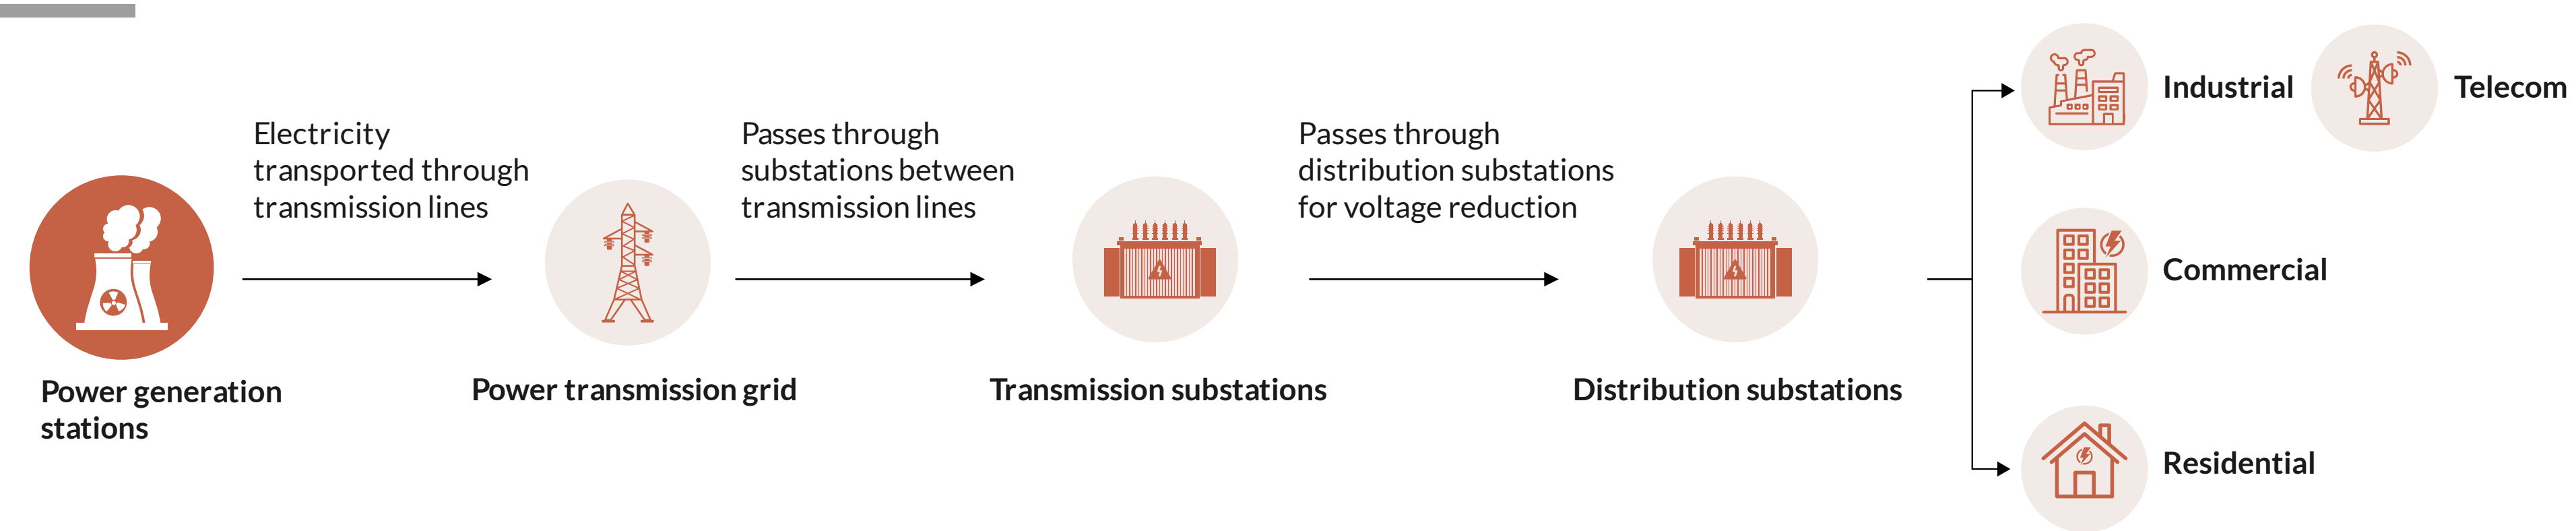 Electricity
transported through
transmission lines
Passes through
substations between
transmission lines
Passes through
distribution substations
for voltage reduction
Power generation
stations
Power transmission grid
Transmission substations
Distribution substations
Industrial
Telecom
Commercial
Residential